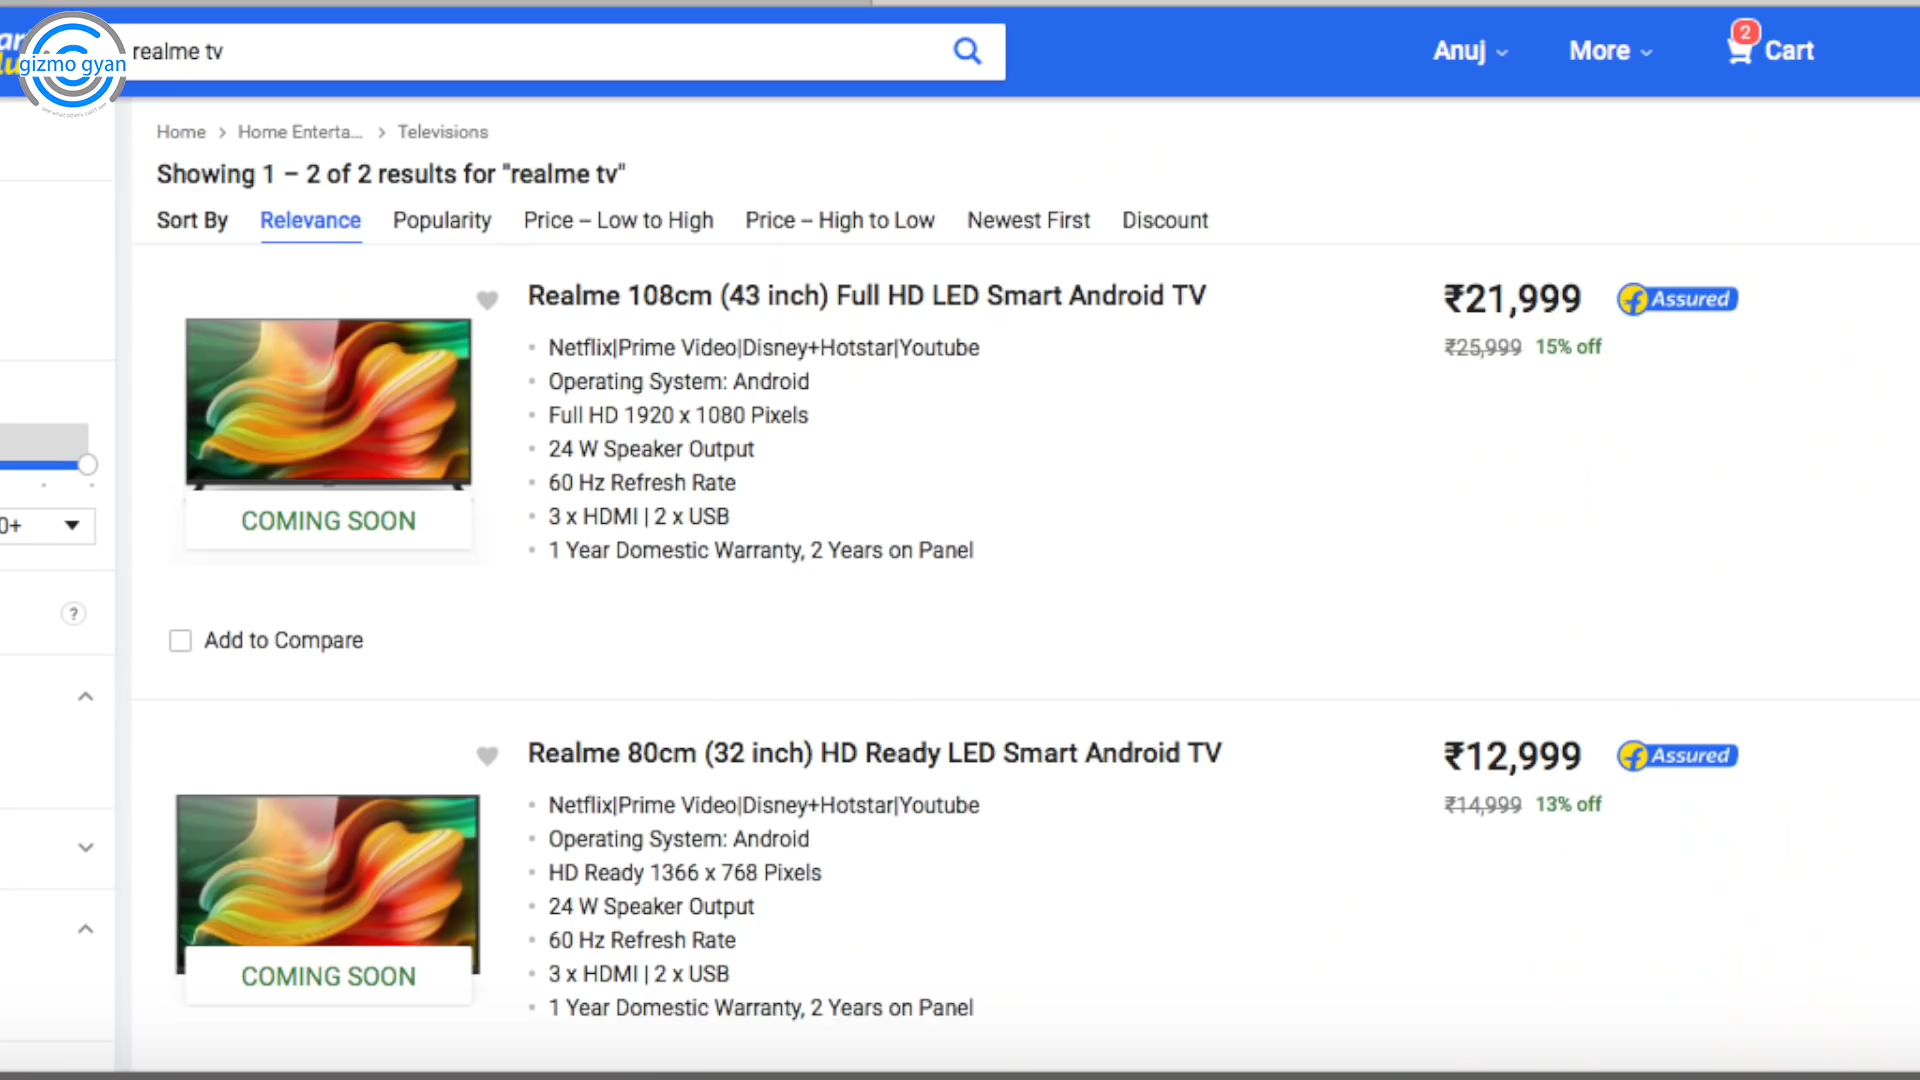 gizmo gyan
realme tv
Anuj
More
2
Cart
Home > Home Enterta... > Televisions
Showing 1 – 2 of 2 results for "realme tv"
Sort By Relevance Popularity Price – Low to High Price – High to Low Newest First Discount
Realme 108cm (43 inch) Full HD LED Smart Android TV
₹21,999
Assured
₹25,999 15% off
Netflix|Prime Video|Disney+Hotstar|Youtube
Operating System: Android
Full HD 1920 x 1080 Pixels
24 W Speaker Output
60 Hz Refresh Rate
3 x HDMI | 2 x USB
1 Year Domestic Warranty, 2 Years on Panel
COMING SOON
0+
?
Add to Compare
Realme 80cm (32 inch) HD Ready LED Smart Android TV
₹12,999
Assured
₹14,999 13% off
Netflix|Prime Video|Disney+Hotstar|Youtube
Operating System: Android
HD Ready 1366 x 768 Pixels
24 W Speaker Output
60 Hz Refresh Rate
3 x HDMI | 2 x USB
1 Year Domestic Warranty, 2 Years on Panel
COMING SOON